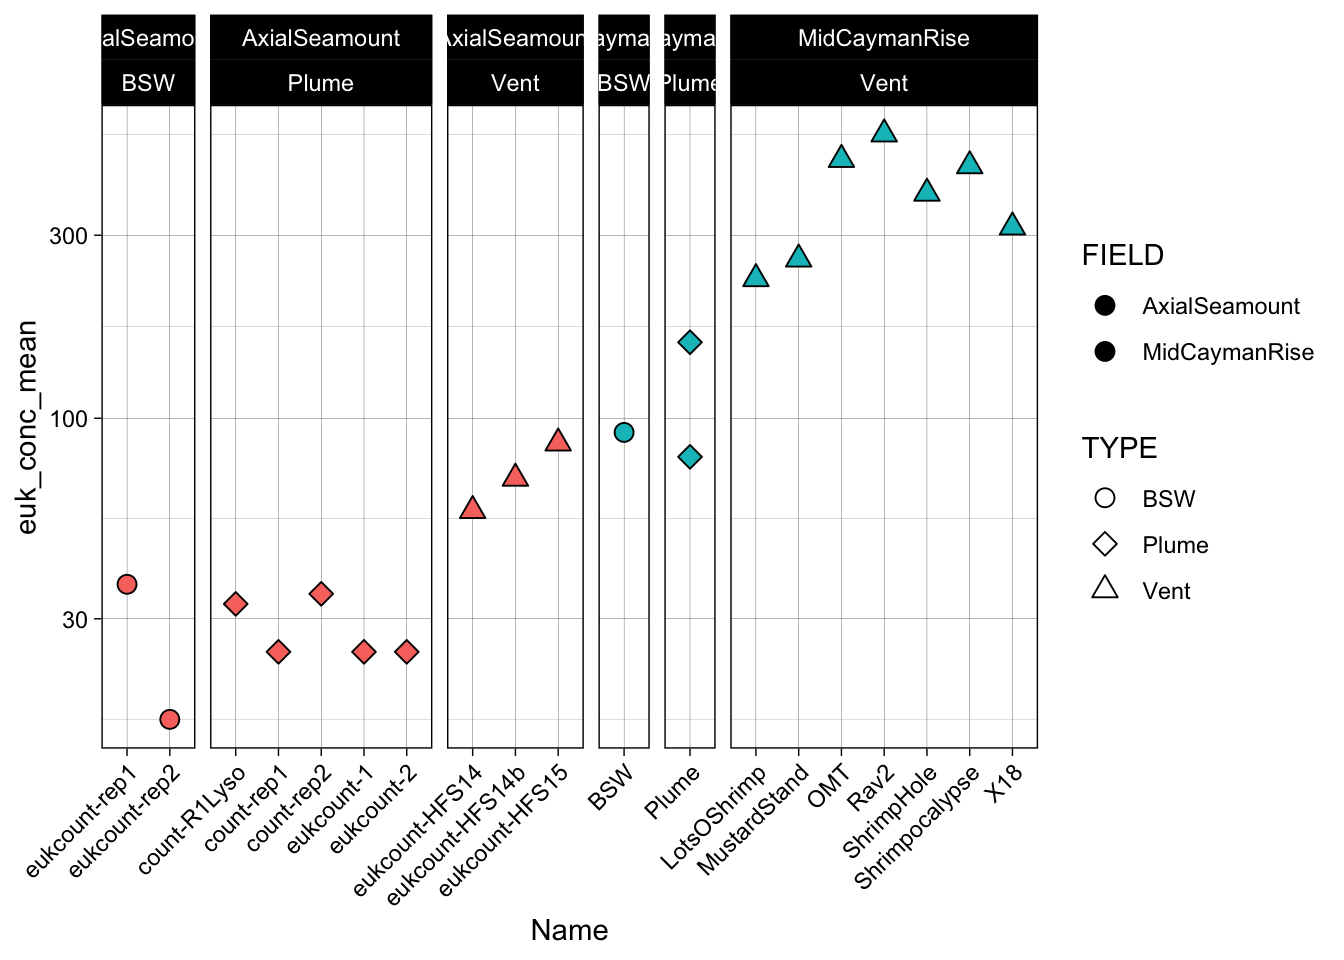 alSeamo AxialSeamount AxialSeamoun ayma ayma MidCaymanRise
BSW Plume Vent BSW Plume Vent
300
100
30
euk_conc_mean
eukcount-rep1
eukcount-rep2
count-R1Lyso
count-rep1
count-rep2
eukcount-1
eukcount-2
eukcount-HFS14
eukcount-HFS14b
eukcount-HFS15
BSW
Plume
LotsOShrimp
MustardStand
OMT
Rav2
ShrimpHole
Shrimpocalypse
X18
Name
FIELD
AxialSeamount
MidCaymanRise
TYPE
BSW
Plume
Vent